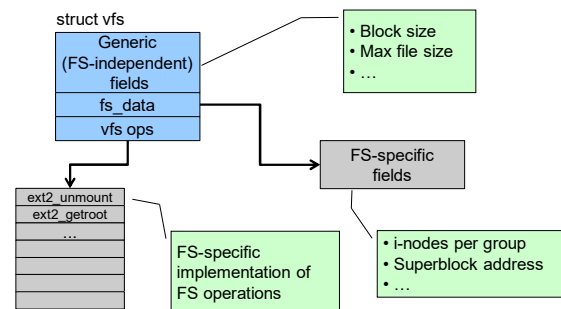 struct vfs
Generic
(FS-independent)
fields
fs_data
vfs ops
• Block size
• Max file size
• …
FS-specific
fields
ext2_unmount
ext2_getroot
…
FS-specific
implementation of
FS operations
• i-nodes per group
• Superblock address
• …